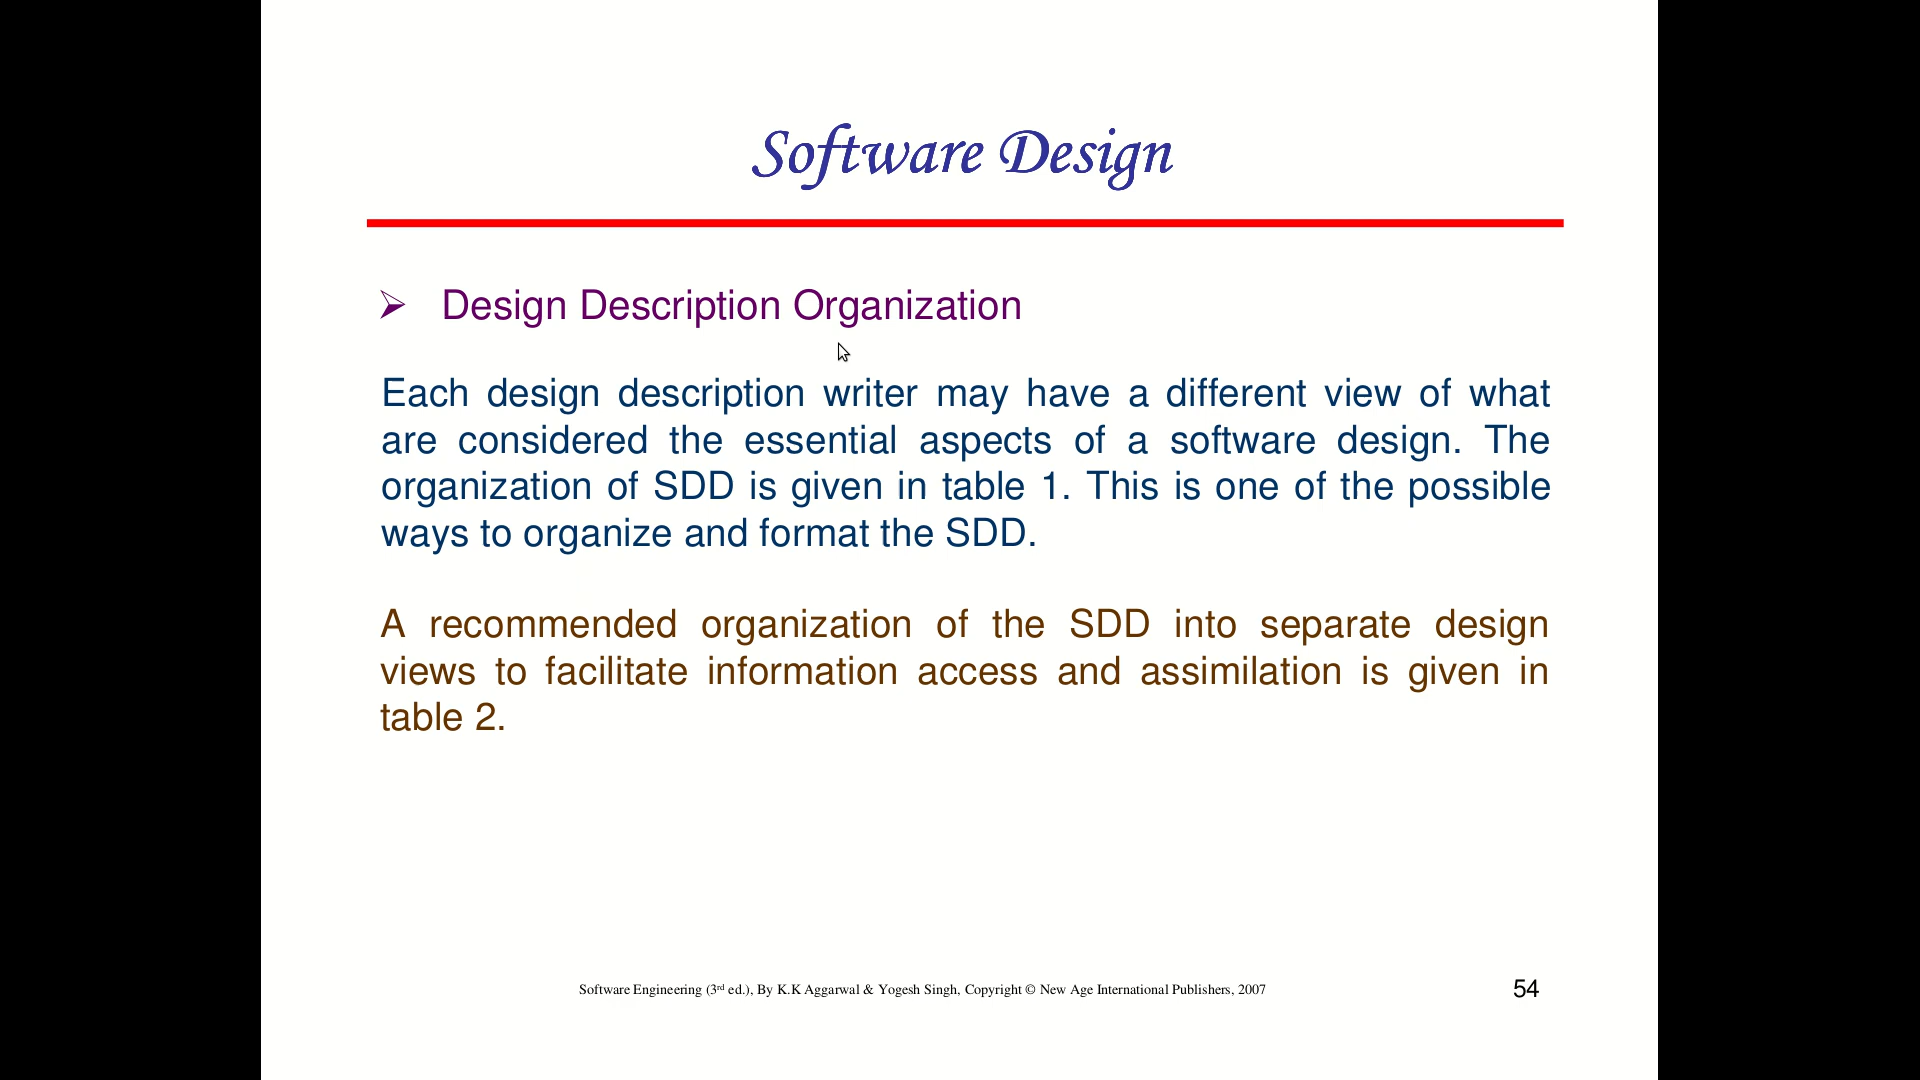 Software Design
Design Description Organization
Each design description writer may have a different view of what
are considered the essential aspects of a software design. The
organization of SDD is given in table 1. This is one of the possible
ways to organize and format the SDD.
A recommended organization of the SDD into separate design
views to facilitate information access and assimilation is given in
table 2.
Software Engineering (3rd ed.), By K.K Aggarwal & Yogesh Singh, Copyright © New Age International Publishers, 2007
54